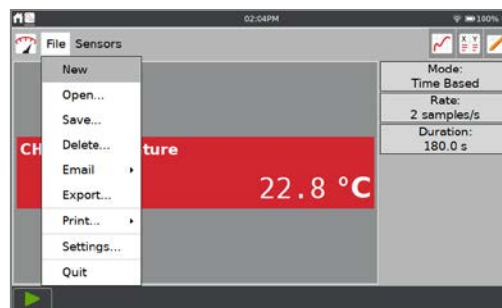 02:04PM
100%
File Sensors
New
Open...
Save...
Delete...
Email
Export...
Print...
Settings...
Quit
CH
ture
22.8 °C
Mode:
Time Based
Rate:
2 samples/s
Duration:
180.0 s
X Y